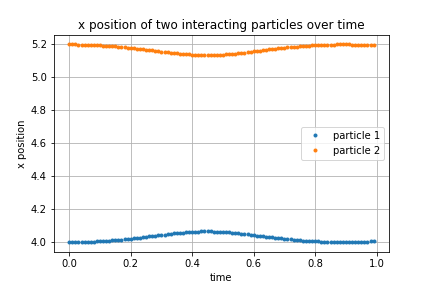 x position of two interacting particles over time
5.2
5.0
4.8
4.6
4.4
4.2
4.0
x position
particle 1
particle 2
0.0 0.2 0.4 0.6 0.8 1.0
time